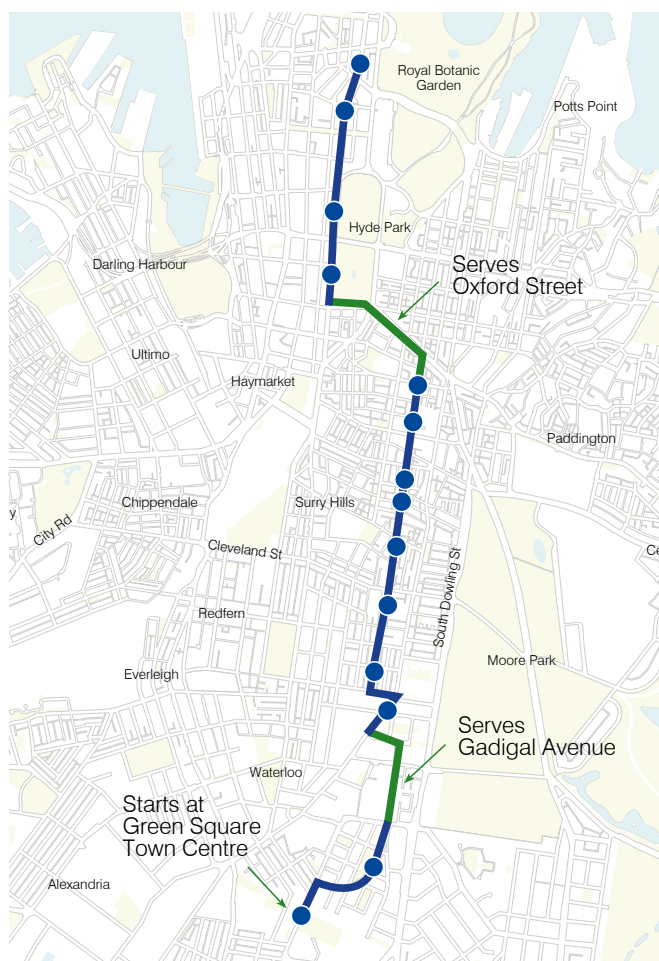 Royal Botanic
Garden
Potts Point
Hyde Park
Darling Harbour
Serves
Oxford Street
Ultimo
Haymarket
Paddington
Chippendale
Surry Hills
y
City Rd
Cleveland St
Ce
South Dowling St
Redfern
Moore Park
Everleigh
Serves
Gadigal Avenue
Waterloo
Starts at
Green Square
Town Centre
Alexandria